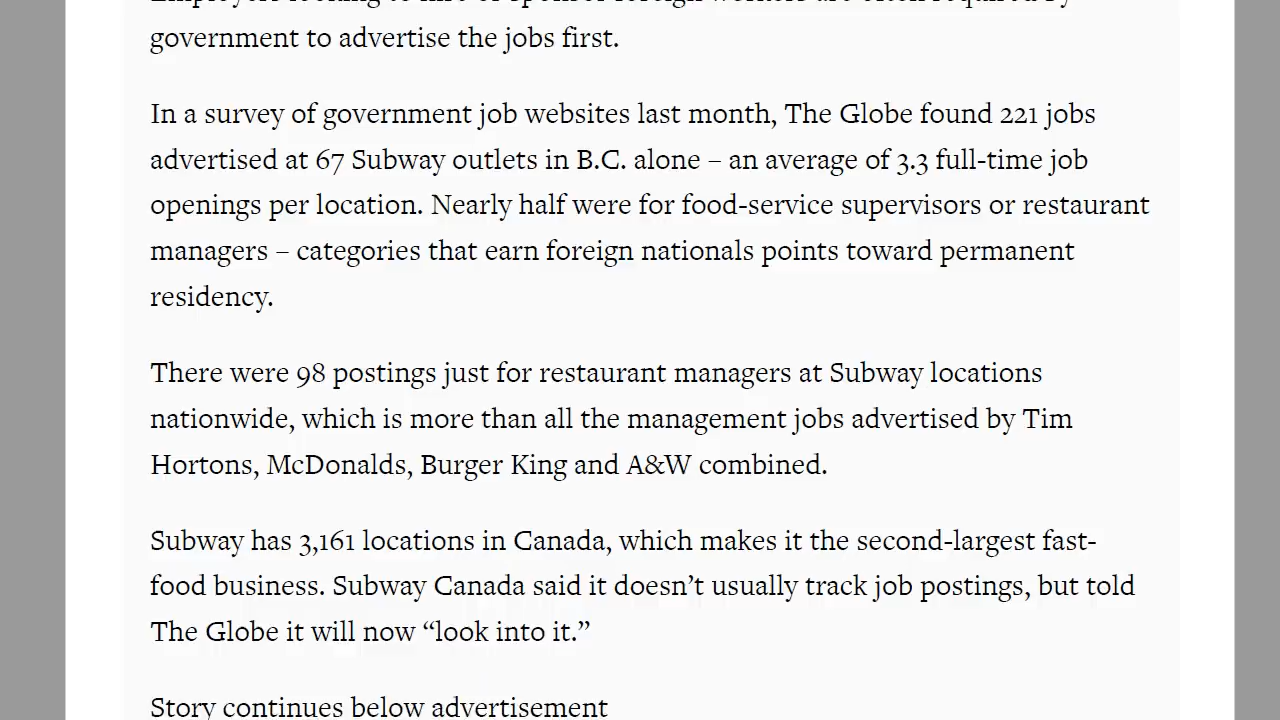 government to advertise the jobs first.
In a survey of government job websites last month, The Globe found 221 jobs
advertised at 67 Subway outlets in B.C. alone – an average of 3.3 full-time job
openings per location. Nearly half were for food-service supervisors or restaurant
managers – categories that earn foreign nationals points toward permanent
residency.
There were 98 postings just for restaurant managers at Subway locations
nationwide, which is more than all the management jobs advertised by Tim
Hortons, McDonalds, Burger King and A&W combined.
Subway has 3,161 locations in Canada, which makes it the second-largest fast-
food business. Subway Canada said it doesn’t usually track job postings, but told
The Globe it will now “look into it.”
Story continues below advertisement